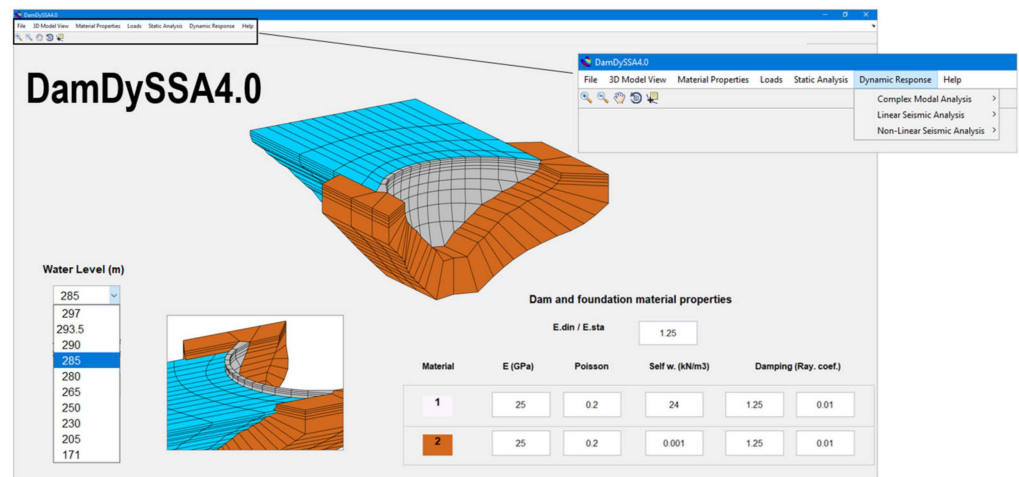 DamDySSA4.0
File 3D Model View Material Properties Loads Static Analysis Dynamic Response Help
DamDySSA4.0
DamDySSA4.0
File 3D Model View Material Properties Loads Static Analysis Dynamic Response Help
Complex Modal Analysis
Linear Seismic Analysis
Non-Linear Seismic Analysis
Water Level (m)
285
297
293.5
290
285
280
265
250
230
205
171
Dam and foundation material properties
E.din / E.sta 1.25
Material E (GPa) Poisson Self w. (kN/m3) Damping (Ray. coef.)
1 25 0.2 24 1.25 0.01
2 25 0.2 0.001 1.25 0.01